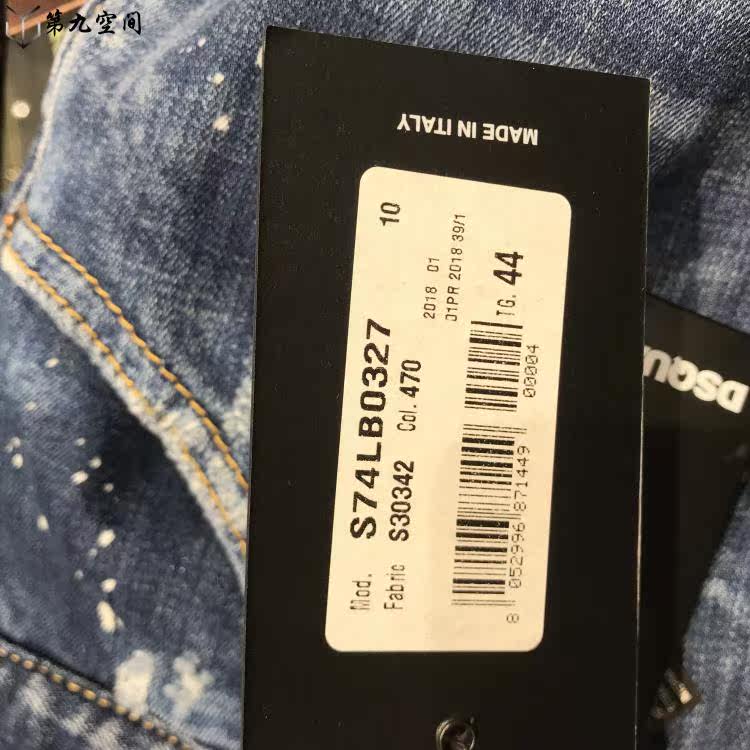 第九空间
MADE IN ITALY
10
Mod. S74LB0327
Fabric S30342 Col. 470
2018 01
01PR 2018 39/1
TG. 44
00004
8 052996 871449
DSQU